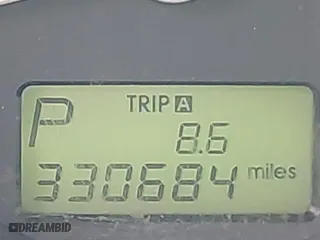 P
TRIP A
8.6
330684 miles
DREAMBID